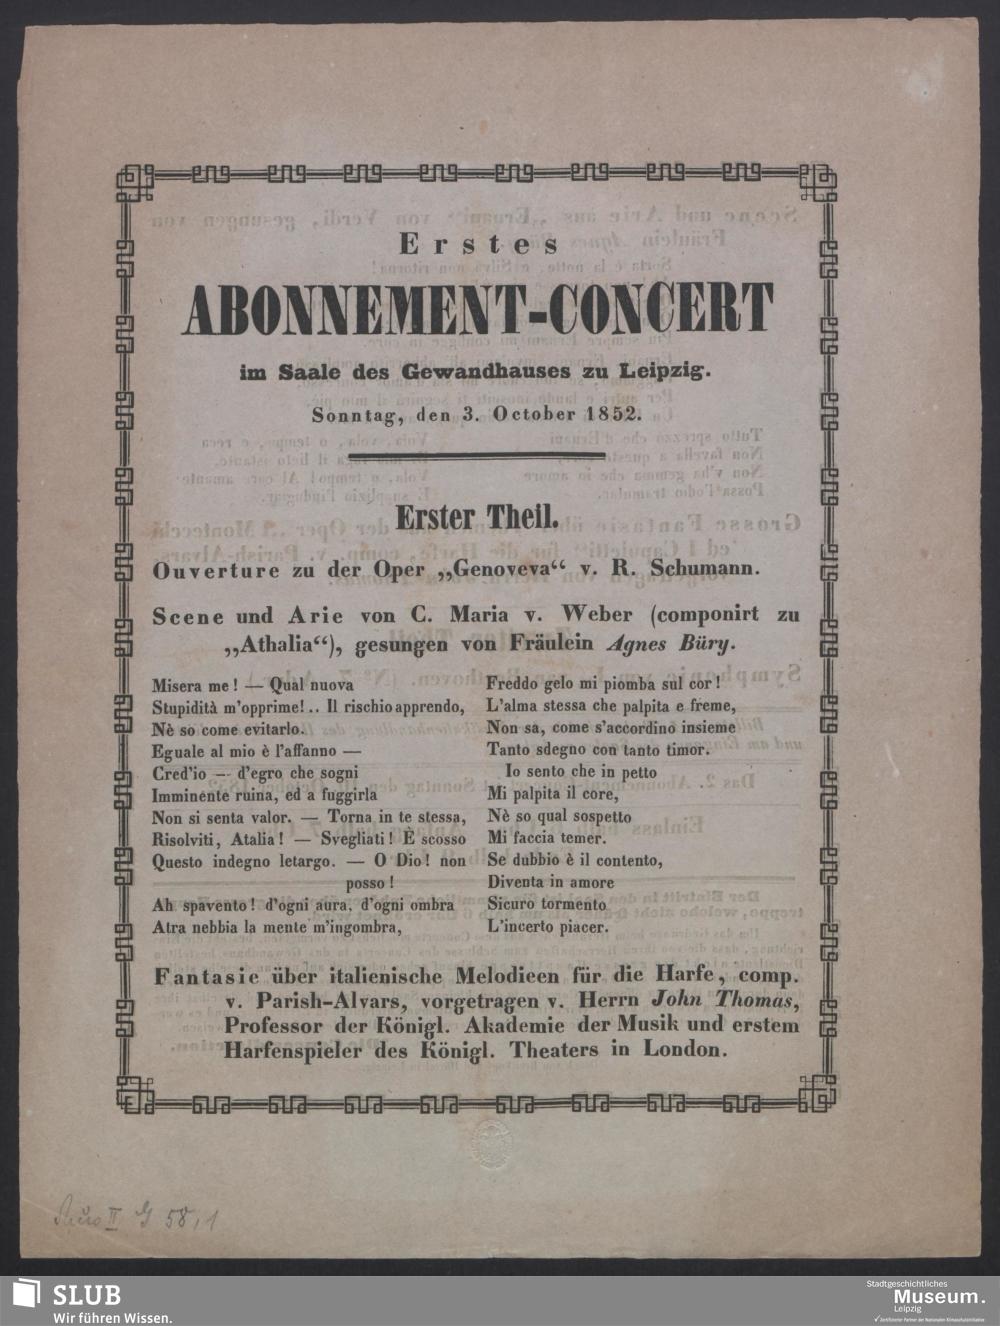 Erstes
ABONNEMENT-CONCERT
im Saale des Gewandhauses zu Leipzig.
Sonntag, den 3. October 1852.
Erster Theil.
Ouverture zu der Oper „Genoveva“ v. R. Schumann.
Scene und Arie von C. Maria v. Weber (componirt zu
„Athalia“), gesungen von Fräulein Agnes Büry.
Misera me! — Qual nuova
Stupidità m'opprime!.. Il rischio apprendo,
Nè so come evitarlo.
Eguale al mio è l'affanno —
Cred'io — d'egro che sogni
Imminente ruina, ed a fuggirla
Non si senta valor. — Torna in te stessa,
Risolviti, Atalia! — Svegliati! È scosso
Questo indegno letargo. — O Dio! non
posso!
Ah spavento! d'ogni aura, d'ogni ombra
Atra nebbia la mente m'ingombra,
Freddo gelo mi piomba sul cor!
L'alma stessa che palpita e freme,
Non sa, come s'accordino insieme
Tanto sdegno con tanto timor.
Io sento che in petto
Mi palpita il core,
Nè so qual sospetto
Mi faccia temer.
Se dubbio è il contento,
Diventa in amore
Sicuro tormento
L'incerto piacer.
Fantasie über italienische Melodieen für die Harfe, comp.
v. Parish-Alvars, vorgetragen v. Herrn John Thomas,
Professor der Königl. Akademie der Musik und erstem
Harfenspieler des Königl. Theaters in London.
II G 58,1
SLUB
Wir führen Wissen.
Stadtgeschichtliches
Museum.
Leipzig
Zertifizierter Partner der Nationalen Klimaschutzinitiative